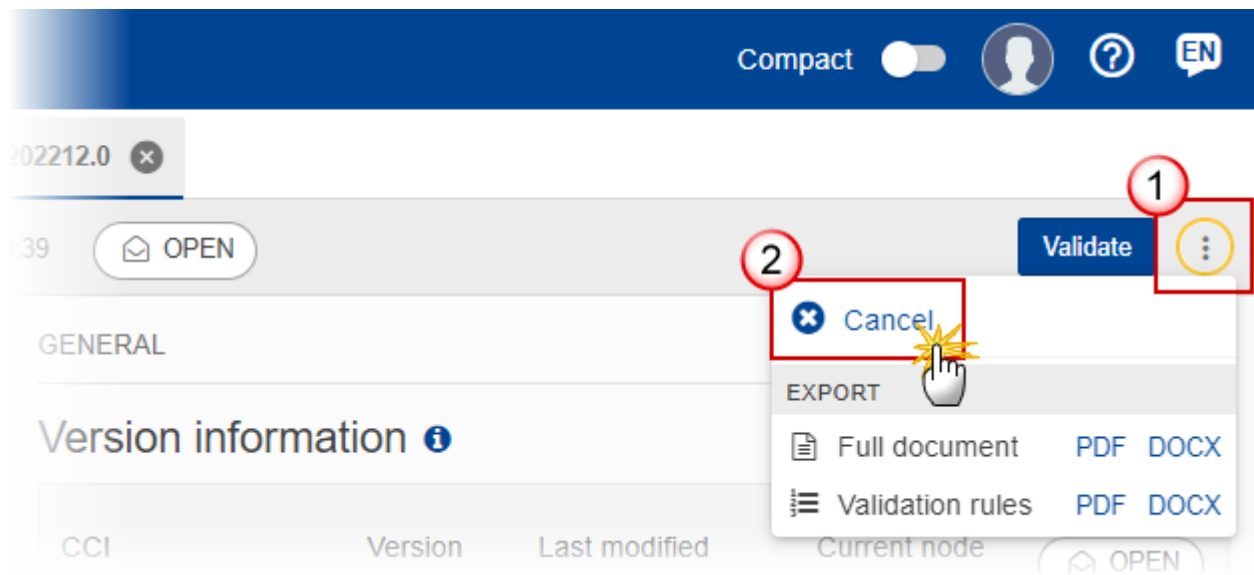 Compact EN
202212.0
1
:39 OPEN Validate
2
Cancel
GENERAL
EXPORT
Version information
Full document PDF DOCX
Validation rules PDF DOCX
CCI Version Last modified Current node OPEN